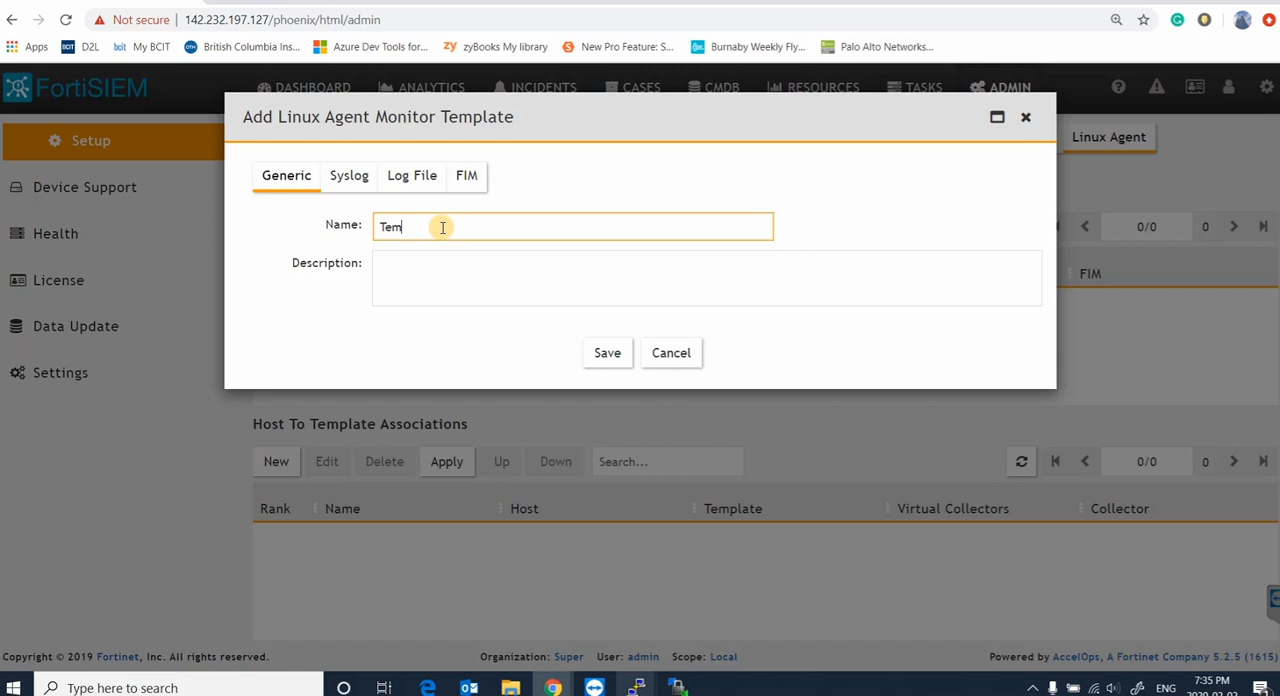 Not secure | 142.232.197.127/phoenix/html/admin
Apps BCIT D2L bcit My BCIT British Columbia Ins... Azure Dev Tools for... zy zyBooks My library New Pro Feature: S... Burnaby Weekly Fly... Palo Alto Networks...
FortiSIEM DASHBOARD ANALYTICS INCIDENTS CASES CMDB RESOURCES TASKS ADMIN
Add Linux Agent Monitor Template
Setup
Linux Agent
Generic Syslog Log File FIM
Device Support
Name: Tem
0/0 0
Health
Description:
FIM
License
Data Update
Save Cancel
Settings
Host To Template Associations
New Edit Delete Apply Up Down Search... 0/0 0
Rank Name Host Template Virtual Collectors Collector
Copyright © 2019 Fortinet, Inc. All rights reserved. Organization: Super User: admin Scope: Local Powered by AccelOps, A Fortinet Company 5.2.5 (1615)
Type here to search ENG 7:35 PM